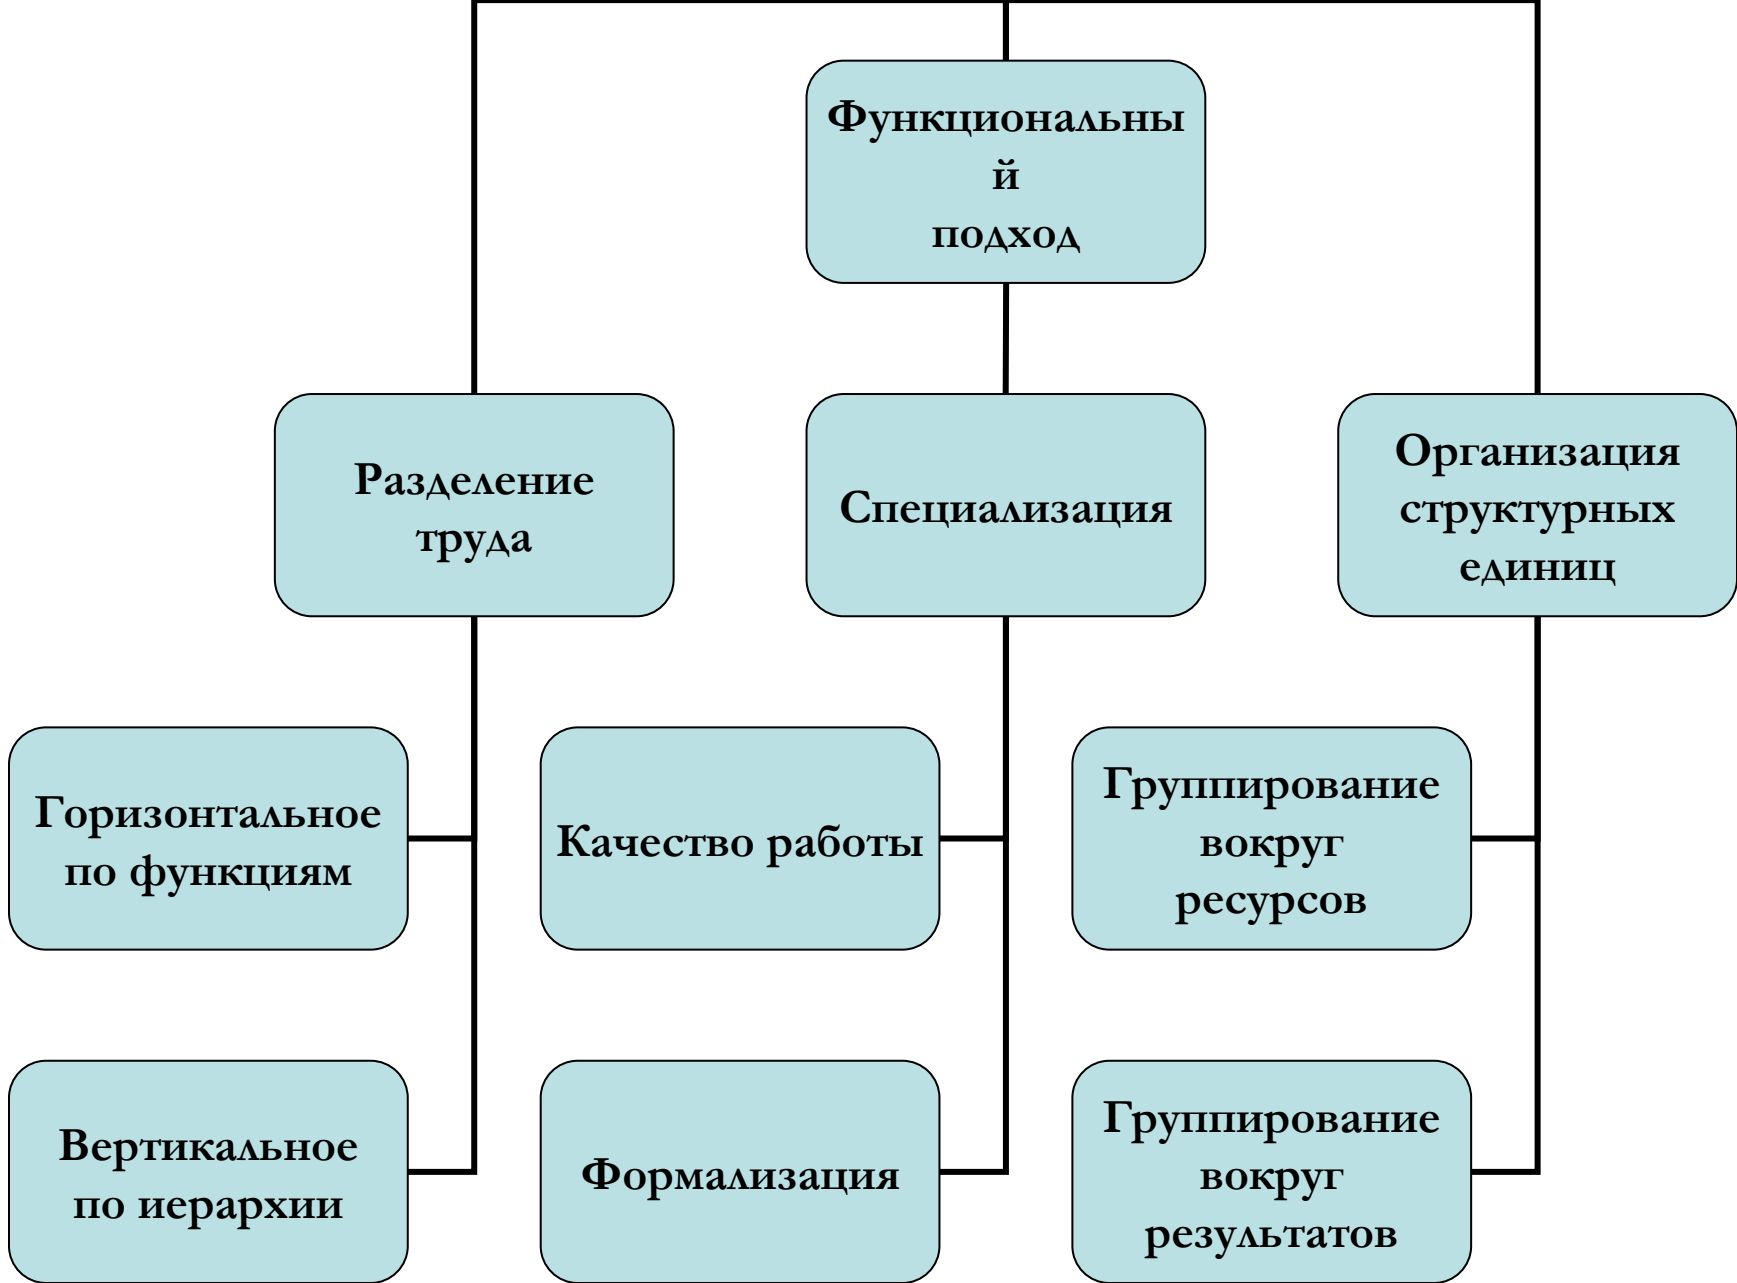 Функциональны
й
подход
Разделение
труда
Специализация
Организация
структурных
единиц
Горизонтальное
по функциям
Качество работы
Группирование
вокруг
ресурсов
Вертикальное
по иерархии
Формализация
Группирование
вокруг
результатов